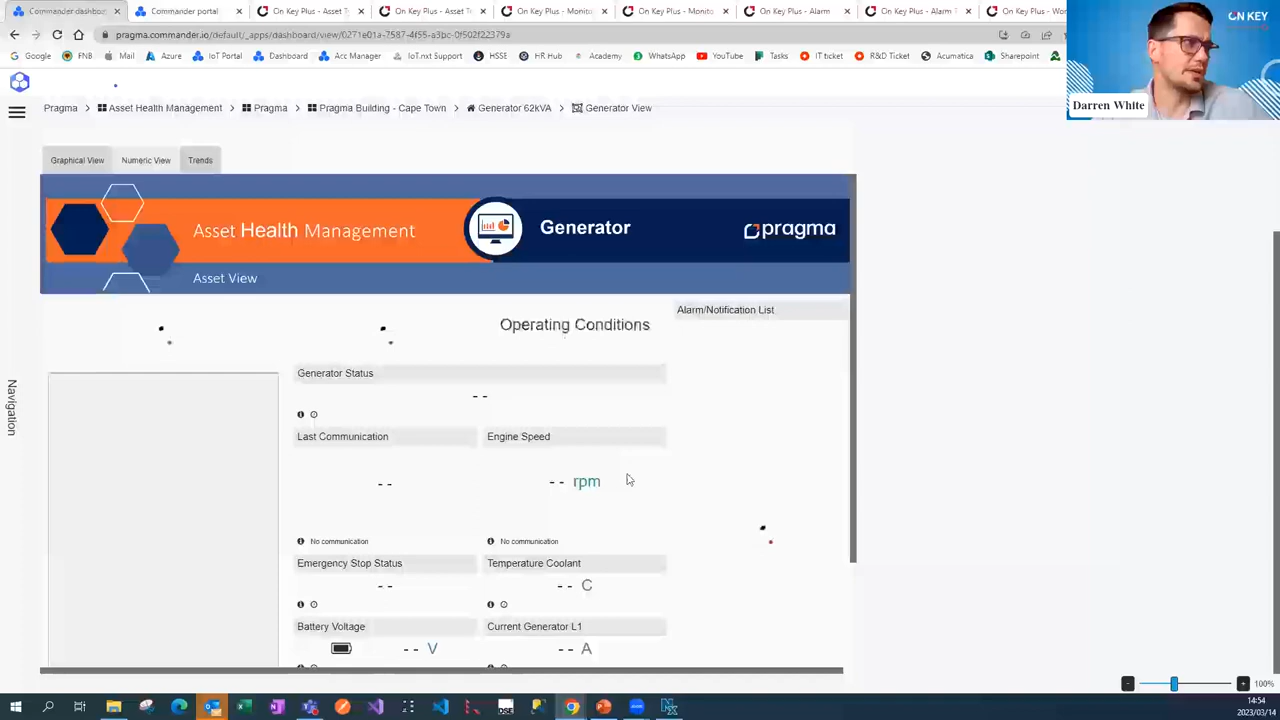 Commander dashbo
Commander portal
On Key Plus - Asset T
On Key Plus - Asset T
On Key Plus - Monito
On Key Plus - Monito
On Key Plus - Alarm
On Key Plus - Alarm T
On Key Plus - Wo
pragma.commander.io/default/_apps/dashboard/view/0271e01a-7587-4f55-a3bc-0f502f22379a
Google
FNB
Mail
Azure
IoT Portal
Dashboard
Acc Manager
IoT.nxt Support
HSSE
HR Hub
Academy
WhatsApp
YouTube
Tasks
IT ticket
R&D Ticket
Acumatica
Sharepoint
ON KEY
Darren White
Pragma > Asset Health Management > Pragma > Pragma Building - Cape Town > Generator 62kVA > Generator View
Graphical View
Numeric View
Trends
Asset Health Management
Generator
pragma
Asset View
Operating Conditions
Alarm/Notification List
Generator Status
--
Last Communication
Engine Speed
--
-- rpm
No communication
No communication
Emergency Stop Status
Temperature Coolant
--
-- C
Battery Voltage
Current Generator L1
-- V
-- A
Navigation
100%
14:54
2023/03/14